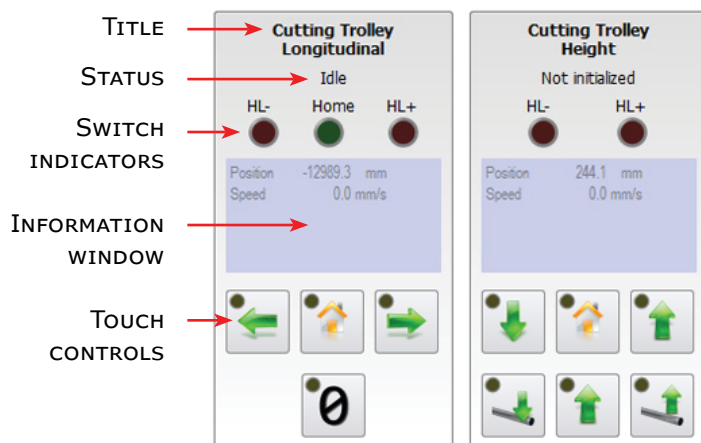 TITLE
STATUS
SWITCH
INDICATORS
INFORMATION
WINDOW
TOUCH
CONTROLS
Cutting Trolley
Longitudinal
Idle
HL- Home HL+
Position -12989.3 mm
Speed 0.0 mm/s
0
Cutting Trolley
Height
Not initialized
HL- HL+
Position 244.1 mm
Speed 0.0 mm/s